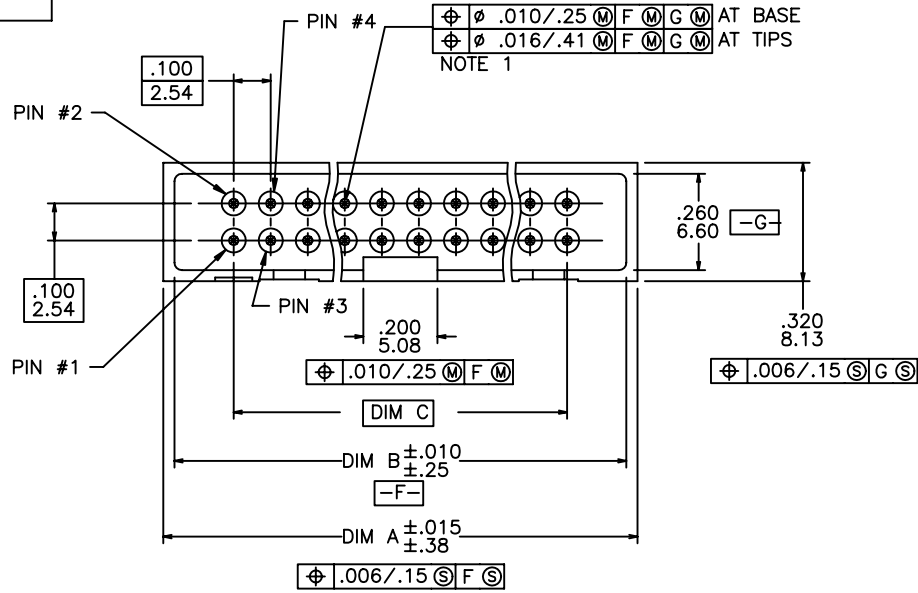 PIN #4
⌖ ⌀ .010/.25 Ⓜ F Ⓜ G Ⓜ AT BASE
⌖ ⌀ .016/.41 Ⓜ F Ⓜ G Ⓜ AT TIPS
NOTE 1
.100
2.54
PIN #2
.260
6.60
-G-
.100
2.54
PIN #3
.200
5.08
.320
8.13
PIN #1
⌖ .010/.25 Ⓜ F Ⓜ
⌖ .006/.15 Ⓢ G Ⓢ
DIM C
DIM B ±.010
±.25
-F-
DIM A ±.015
±.38
⌖ .006/.15 Ⓢ F Ⓢ